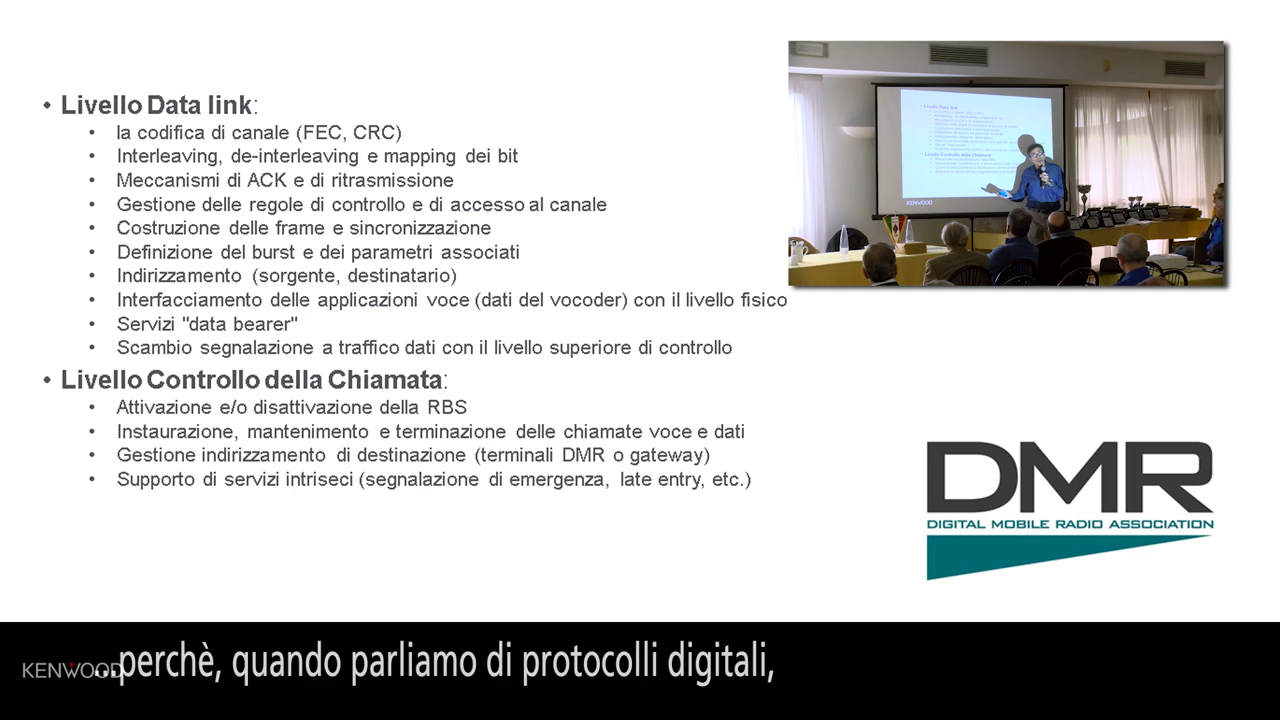 • Livello Data link:
• la codifica di canale (FEC, CRC)
• Interleaving, de-interleaving e mapping dei bit
• Meccanismi di ACK e di ritrasmissione
• Gestione delle regole di controllo e di accesso al canale
• Costruzione delle frame e sincronizzazione
• Definizione del burst e dei parametri associati
• Indirizzamento (sorgente, destinatario)
• Interfacciamento delle applicazioni voce (dati del vocoder) con il livello fisico
• Servizi "data bearer"
• Scambio segnalazione a traffico dati con il livello superiore di controllo
• Livello Controllo della Chiamata:
• Attivazione e/o disattivazione della RBS
• Instaurazione, mantenimento e terminazione delle chiamate voce e dati
• Gestione indirizzamento di destinazione (terminali DMR o gateway)
• Supporto di servizi intriseci (segnalazione di emergenza, late entry, etc.)
KENWOOD
DMR
DIGITAL MOBILE RADIO ASSOCIATION
KENWOOD
...perchè, quando parliamo di protocolli digitali,